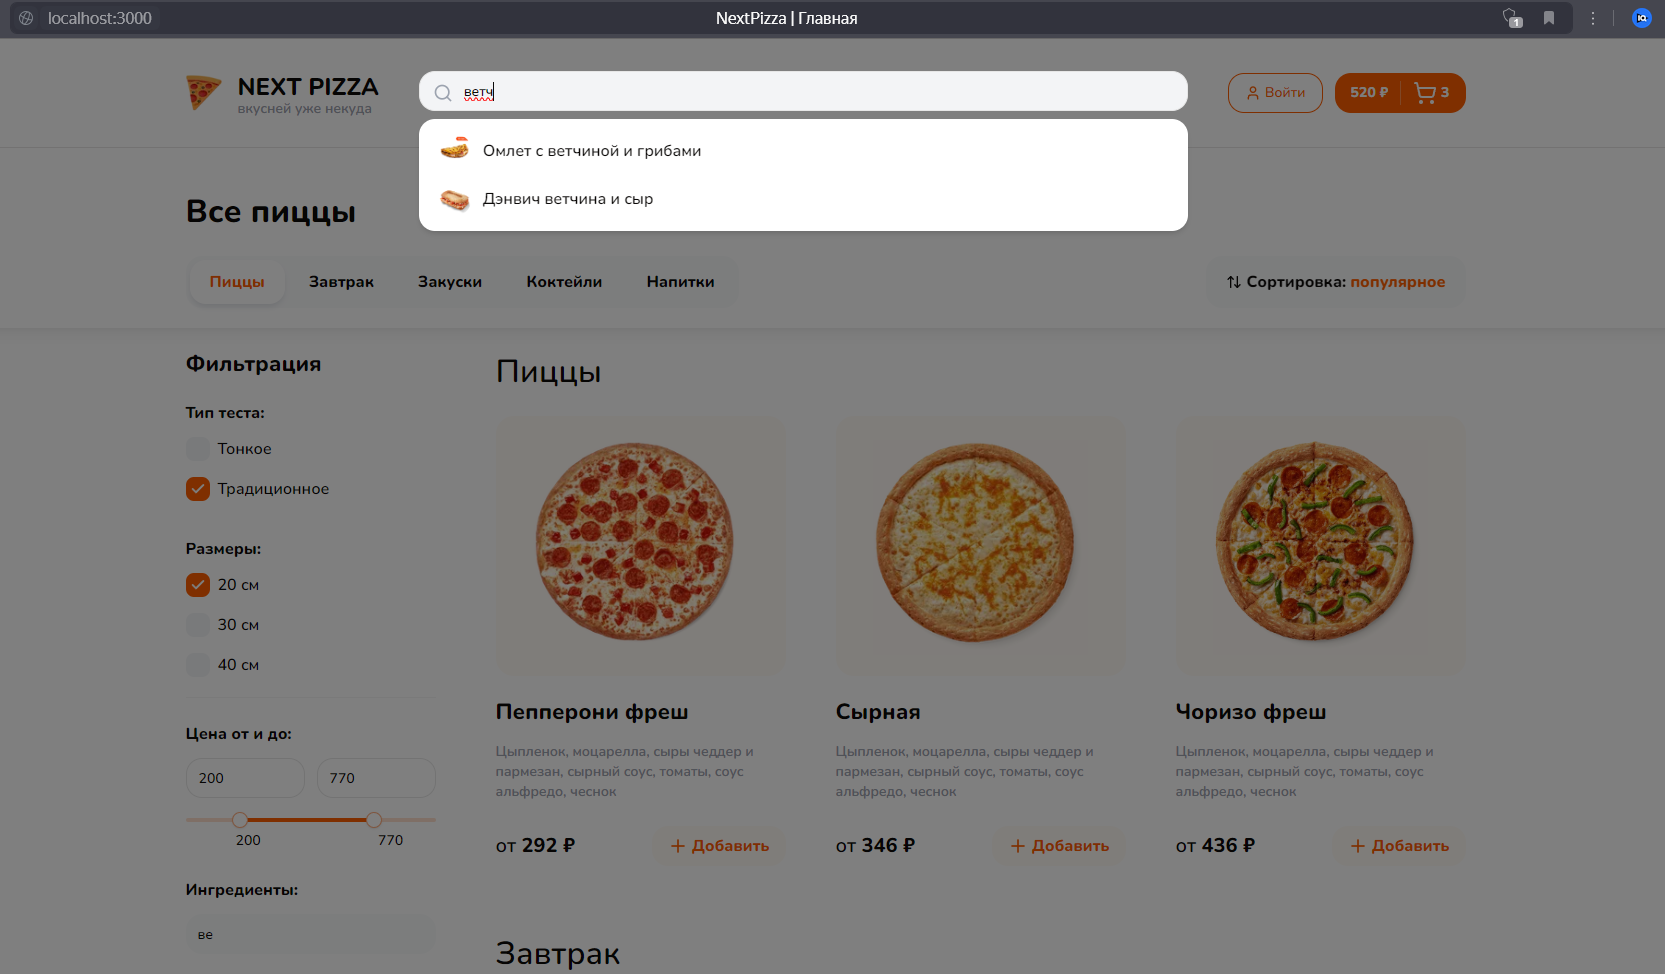 localhost:3000
NextPizza | Главная
1
NEXT PIZZA
вкусней уже некуда
ветч
Войти
520 ₽
3
Омлет с ветчиной и грибами
Дэнвич ветчина и сыр
Все пиццы
Пиццы
Завтрак
Закуски
Коктейли
Напитки
Сортировка: популярное
Фильтрация
Тип теста:
Тонкое
Традиционное
Размеры:
20 см
30 см
40 см
Цена от и до:
200
770
200
770
Ингредиенты:
ве
Пиццы
Пепперони фреш
Цыпленок, моцарелла, сыры чеддер и
пармезан, сырный соус, томаты, соус
альфредо, чеснок
от 292 ₽
Добавить
Сырная
Цыпленок, моцарелла, сыры чеддер и
пармезан, сырный соус, томаты, соус
альфредо, чеснок
от 346 ₽
Добавить
Чоризо фреш
Цыпленок, моцарелла, сыры чеддер и
пармезан, сырный соус, томаты, соус
альфредо, чеснок
от 436 ₽
Добавить
Завтрак